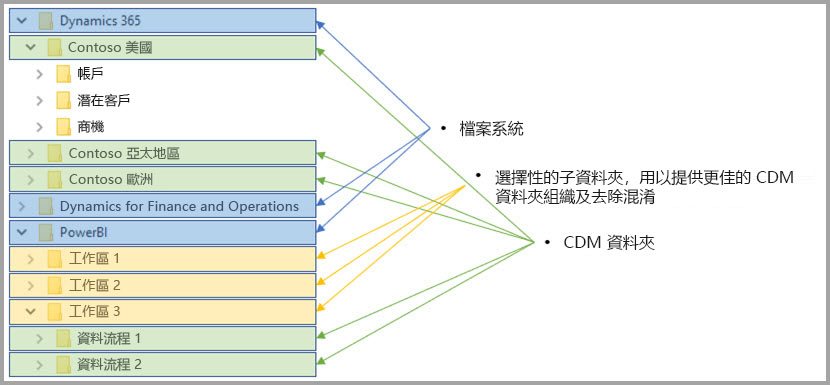 Dynamics 365
Contoso 美國
帳戶
潛在客戶
商機
Contoso 亞太地區
Contoso 歐洲
Dynamics for Finance and Operations
PowerBI
工作區 1
工作區 2
工作區 3
資料流程 1
資料流程 2
• 檔案系統
• 選擇性的子資料夾，用以提供更佳的 CDM
資料夾組織及去除混淆
• CDM 資料夾